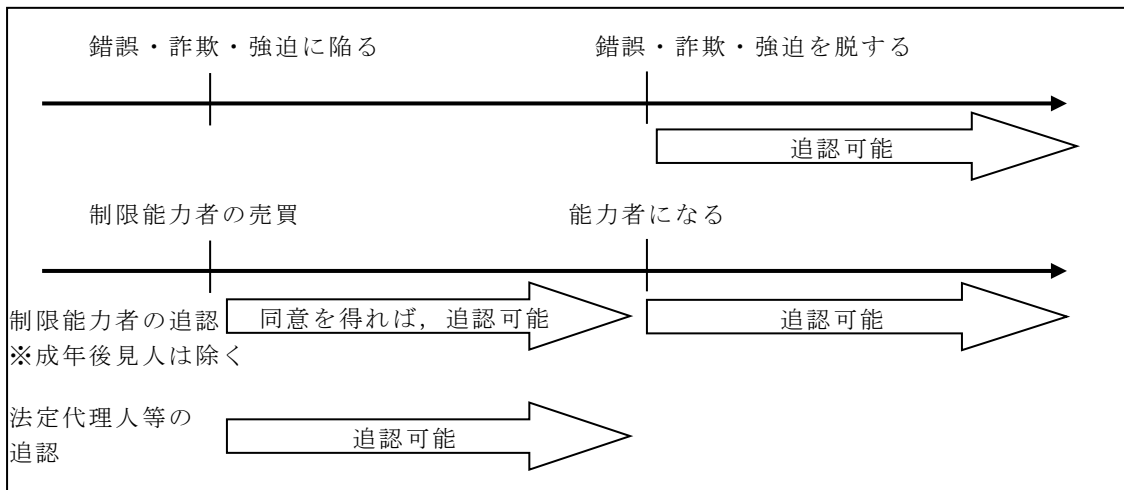 錯誤・詐欺・強迫に陥る
錯誤・詐欺・強迫を脱する
追認可能
制限能力者の売買
能力者になる
制限能力者の追認
※成年後見人は除く
同意を得れば，追認可能
追認可能
法定代理人等の
追認
追認可能